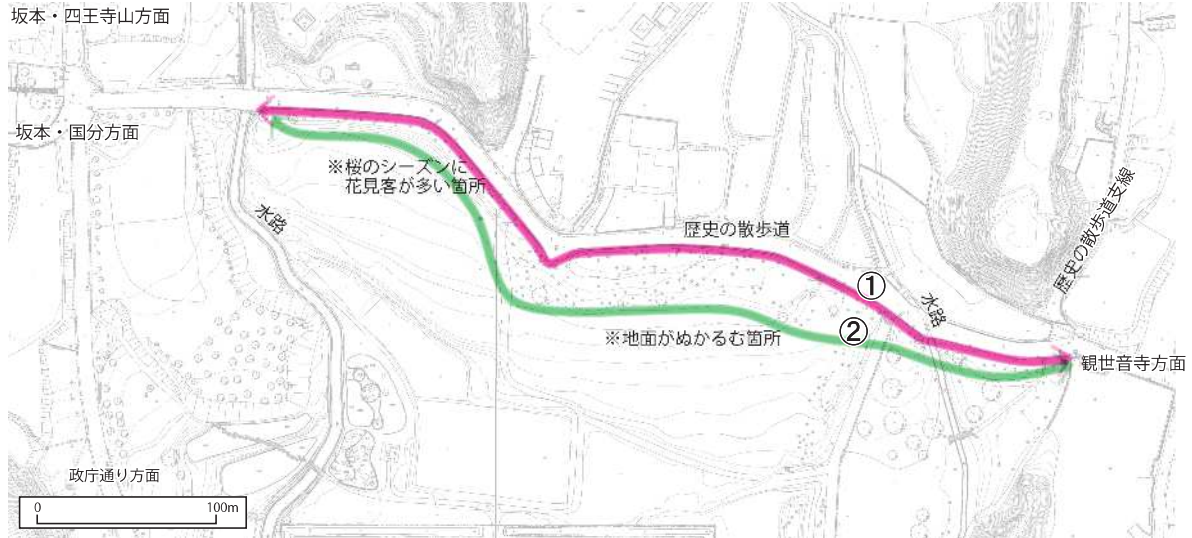 坂本・四王寺山方面
坂本・国分方面
※桜のシーズンに
花見客が多い箇所
水路
歴史の散歩道
歴史の散歩道支線
①
水路
②
※地面がぬかるむ箇所
観世音寺方面
政庁通り方面
0 100m